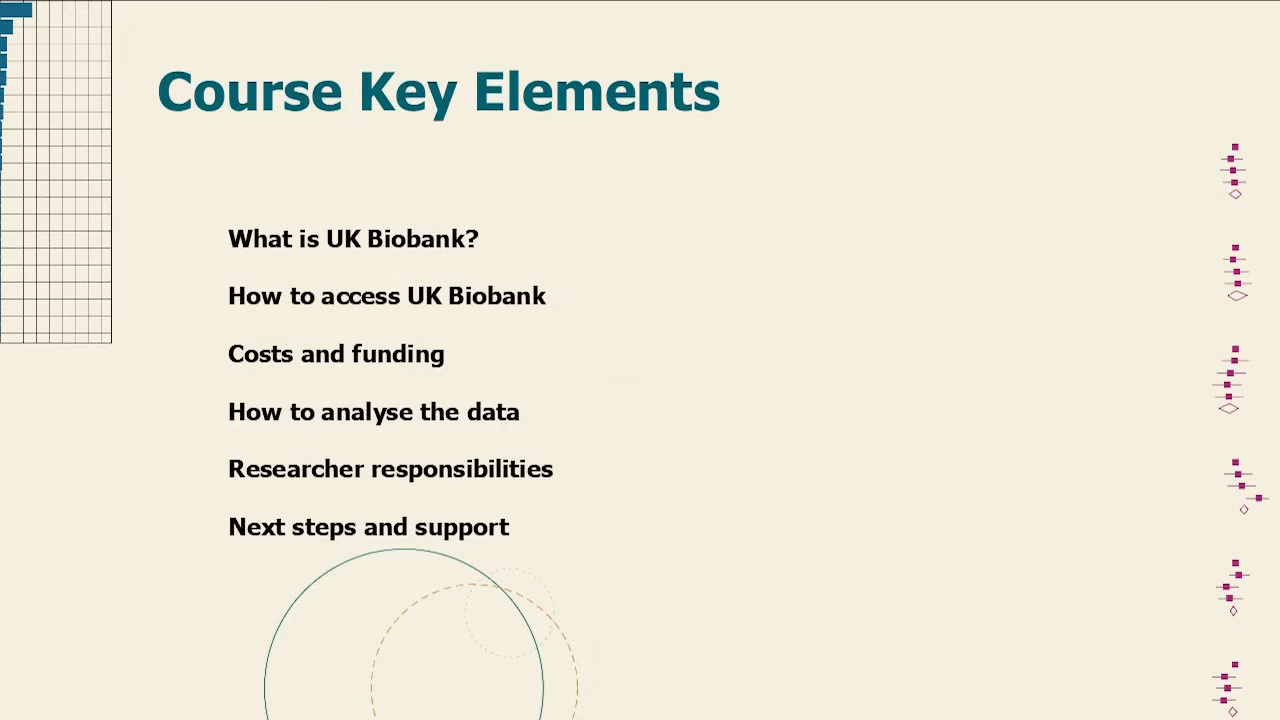 Course Key Elements
What is UK Biobank?
How to access UK Biobank
Costs and funding
How to analyse the data
Researcher responsibilities
Next steps and support